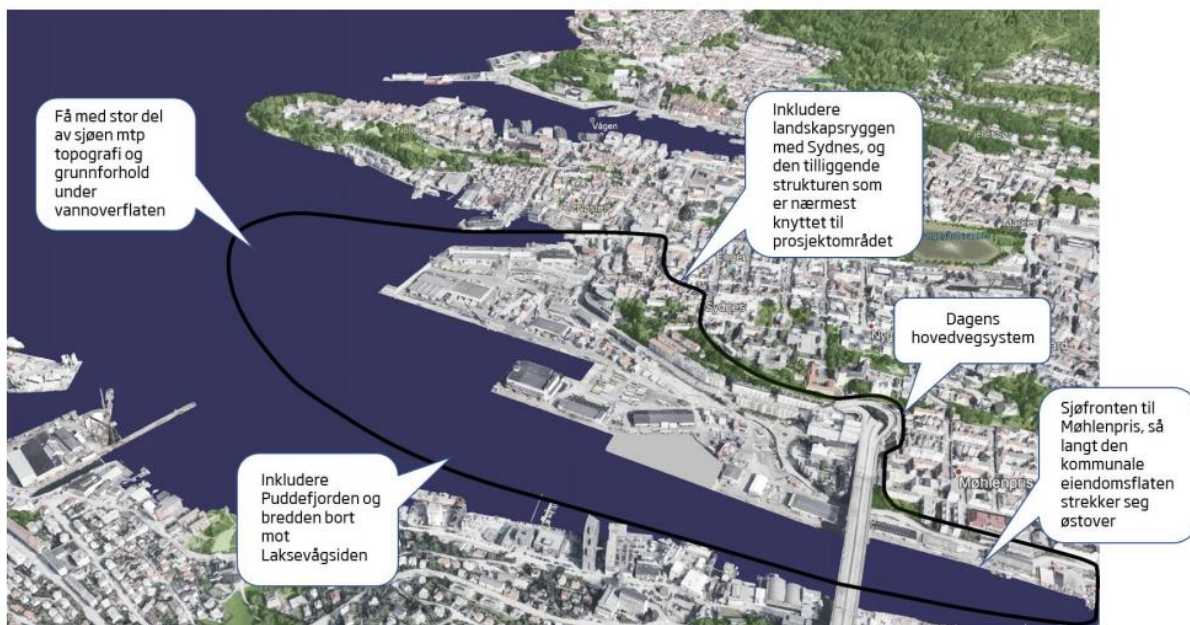 Få med stor del
av sjøen mtp
topografi og
grunnforhold
under
vannoverflaten
Inkludere
landskapsryggen
med Sydnes, og
den tilliggende
strukturen som
er nærmest
knyttet til
prosjektområdet
Vågen
Sydnes
Dagens
hovedvegsystem
Sjøfronten til
Møhlenpris, så
langt den
kommunale
eiendomsflaten
strekker seg
østover
Møhlenpris
Inkludere
Puddefjorden og
bredden bort
mot
Laksevågsiden